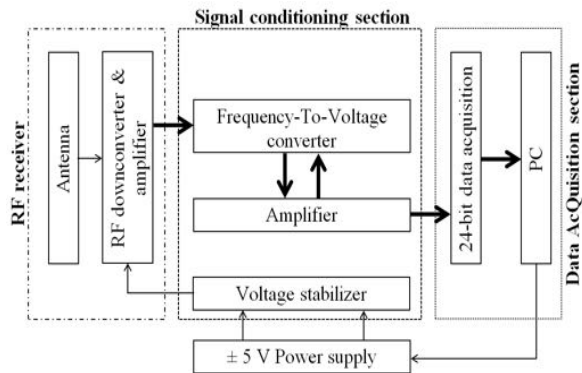 Signal conditioning section
RF receiver
Antenna
RF downconverter &
amplifier
Frequency-To-Voltage
converter
Amplifier
Voltage stabilizer
± 5 V Power supply
24-bit data acquisition
PC
Data AcQuisition section